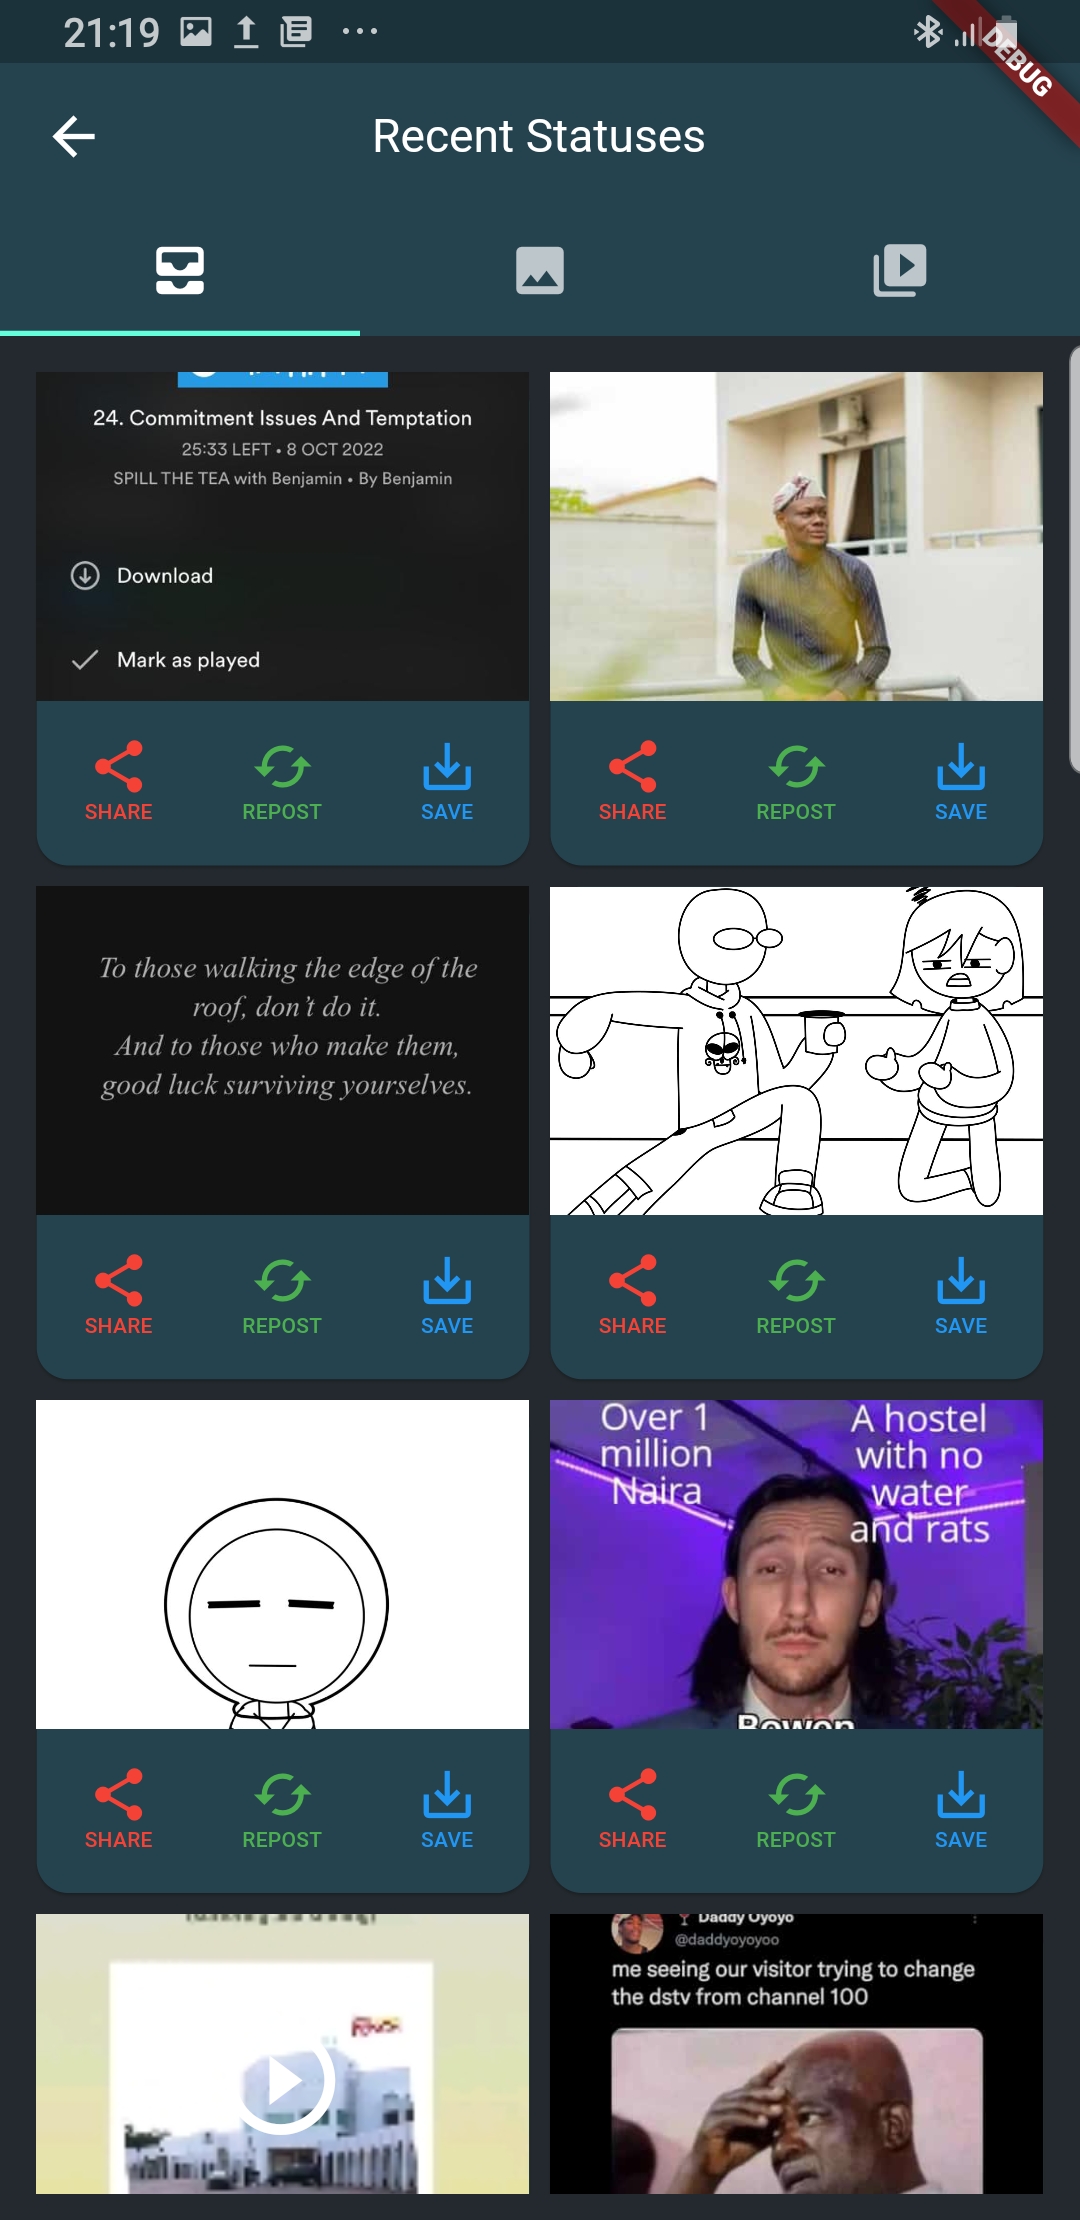 21:19
DEBUG
Recent Statuses
24. Commitment Issues And Temptation
25:33 LEFT • 8 OCT 2022
SPILL THE TEA with Benjamin • By Benjamin
Download
Mark as played
SHARE REPOST SAVE
SHARE REPOST SAVE
To those walking the edge of the
roof, don't do it.
And to those who make them,
good luck surviving yourselves.
SHARE REPOST SAVE
SHARE REPOST SAVE
Over 1
million
Naira
A hostel
with no
water
and rats
Bowen
SHARE REPOST SAVE
SHARE REPOST SAVE
Daddy Oyoyo
@daddyoyoyoo
me seeing our visitor trying to change
the dstv from channel 100